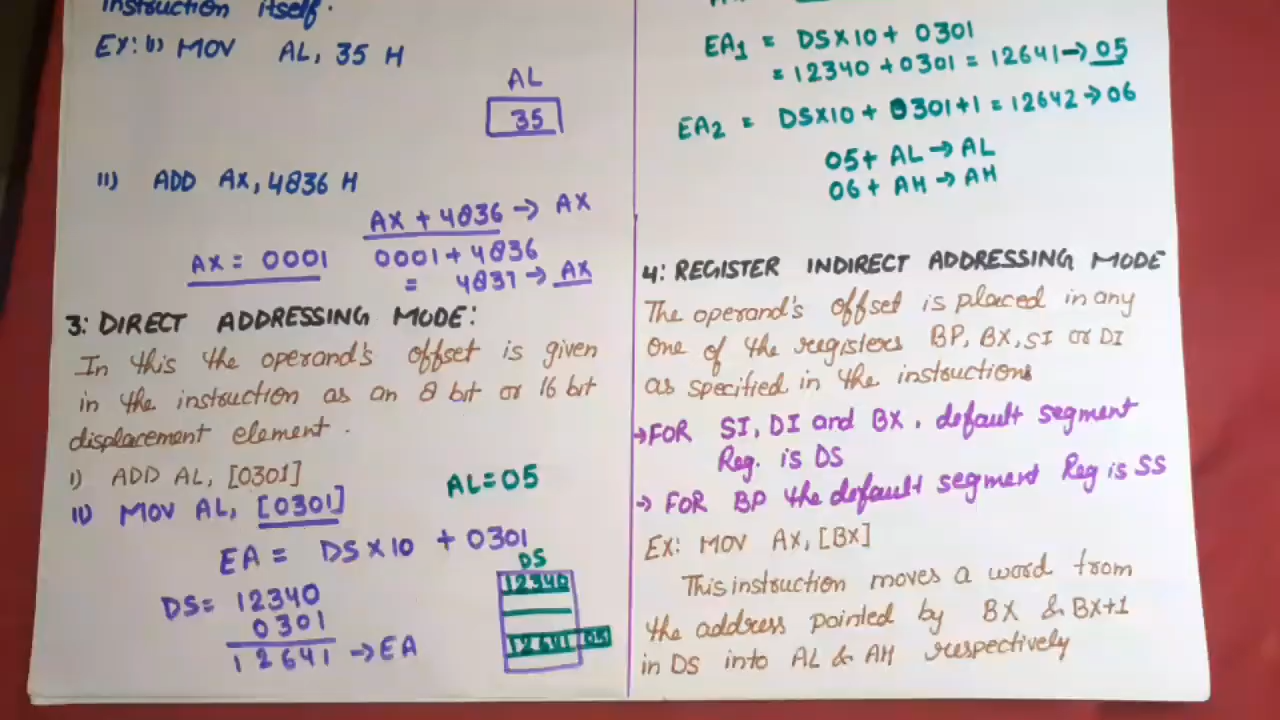 instruction itself.
Ex: i) MOV AL, 35 H
AL
35
ii) ADD AX, 4836 H
AX + 4836 → AX
AX = 0001 0001 + 4836
= 4837 → AX
3: DIRECT ADDRESSING MODE:
In this the operand's offset is given
in the instruction as an 8 bit or 16 bit
displacement element.
i) ADD AL, [0301]
ii) MOV AL, [0301]
AL = 05
EA = DS X 10 + 0301
DS
DS = 12340
0301
12641 → EA
12340
12641 05
EA1 = DS X 10 + 0301
= 12340 + 0301 = 12641 → 05
EA2 = DS X 10 + 0301 + 1 = 12642 → 06
05 + AL → AL
06 + AH → AH
4: REGISTER INDIRECT ADDRESSING MODE
The operand's offset is placed in any
one of the registers BP, BX, SI or DI
as specified in the instructions
→ FOR SI, DI and BX, default segment
Reg. is DS
→ FOR BP the default segment Reg is SS
Ex: MOV AX, [BX]
This instruction moves a word from
the address pointed by BX & BX+1
in DS into AL & AH respectively